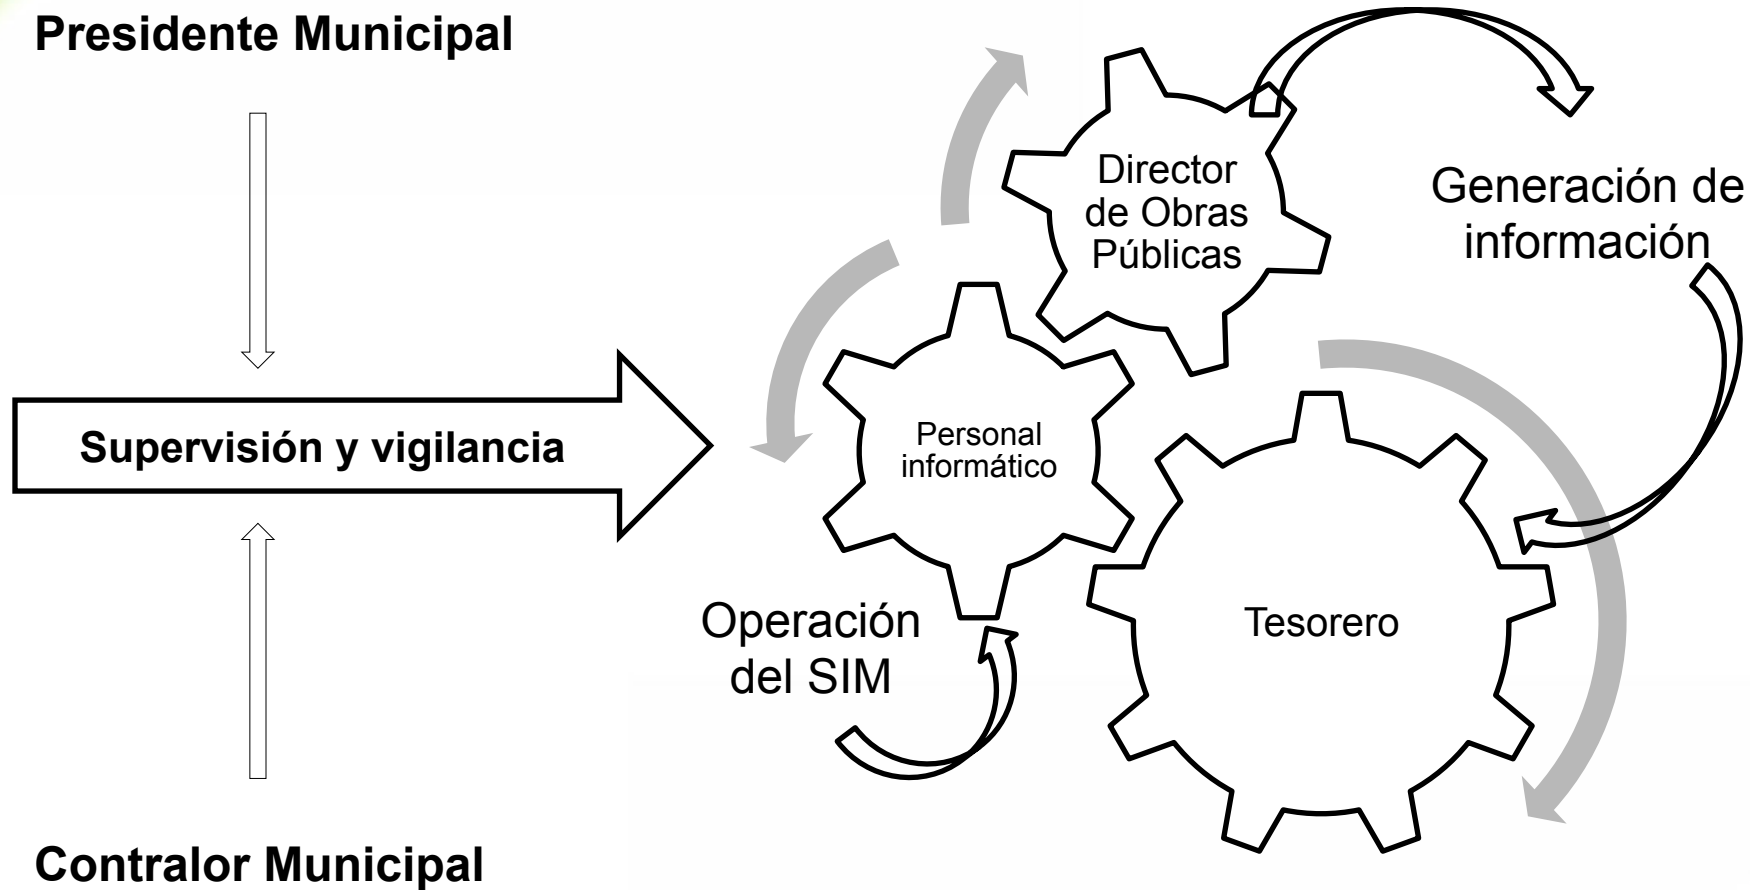 Presidente Municipal
Director
de Obras
Públicas
Generación de
información
Supervisión y vigilancia
Personal
informático
Operación
del SIM
Tesorero
Contralor Municipal